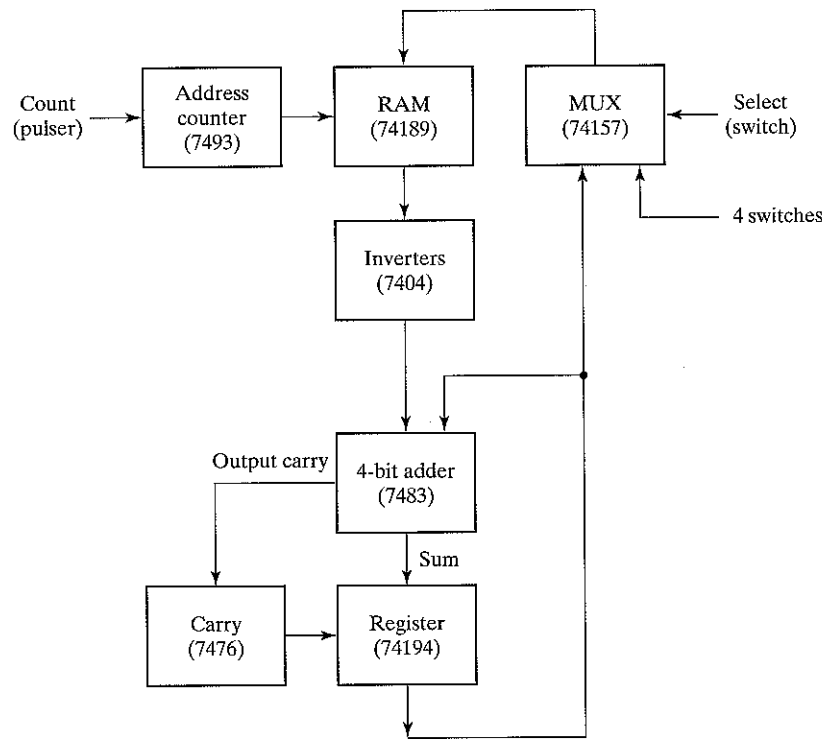 Count
(pulser)
Address
counter
(7493)
RAM
(74189)
MUX
(74157)
Select
(switch)
4 switches
Inverters
(7404)
Output carry
4-bit adder
(7483)
Sum
Carry
(7476)
Register
(74194)